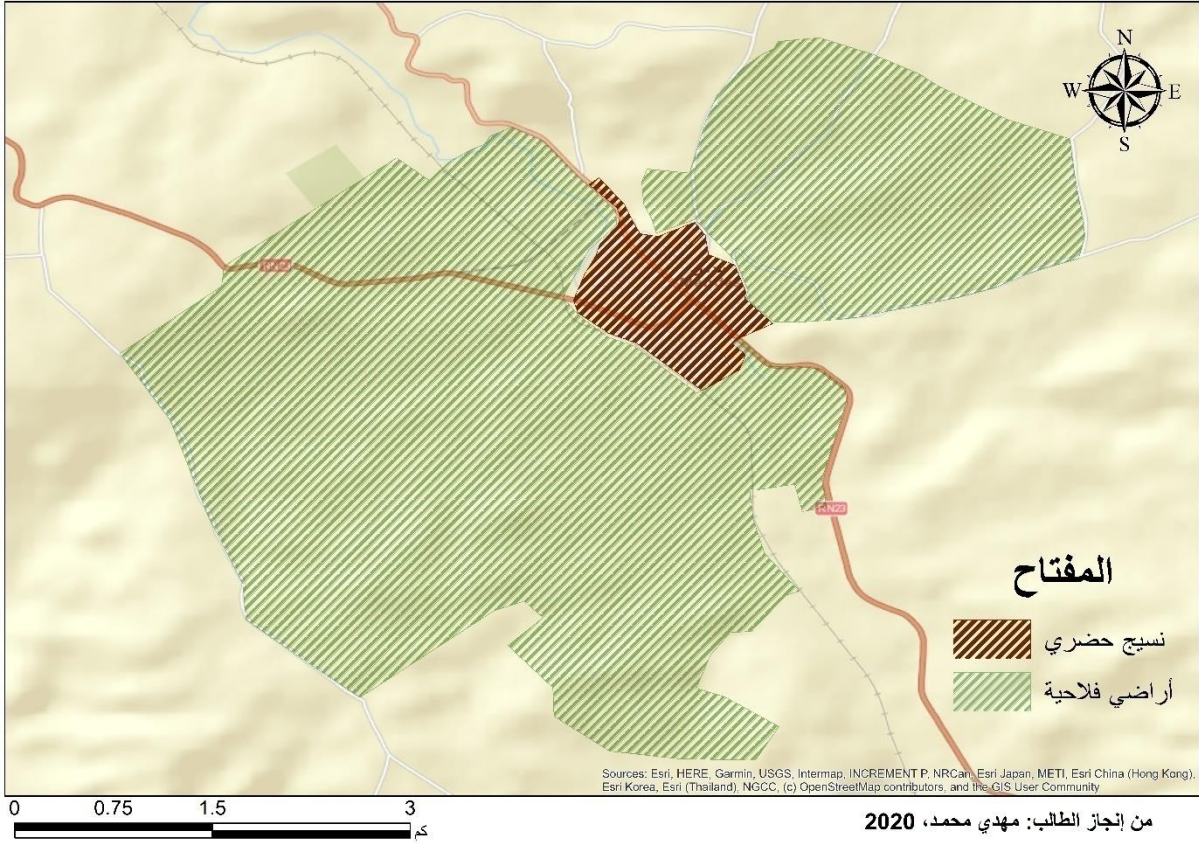 N
W E
S
RN23
RN23
المفتاح
نسيج حضري
أراضي فلاحية
Sources: Esri, HERE, Garmin, USGS, Intermap, INCREMENT P, NRCan, Esri Japan, METI, Esri China (Hong Kong),
Esri Korea, Esri (Thailand), NGCC, (c) OpenStreetMap contributors, and the GIS User Community
0 0.75 1.5 3
كم
من إنجاز الطالب: مهدي محمد، 2020